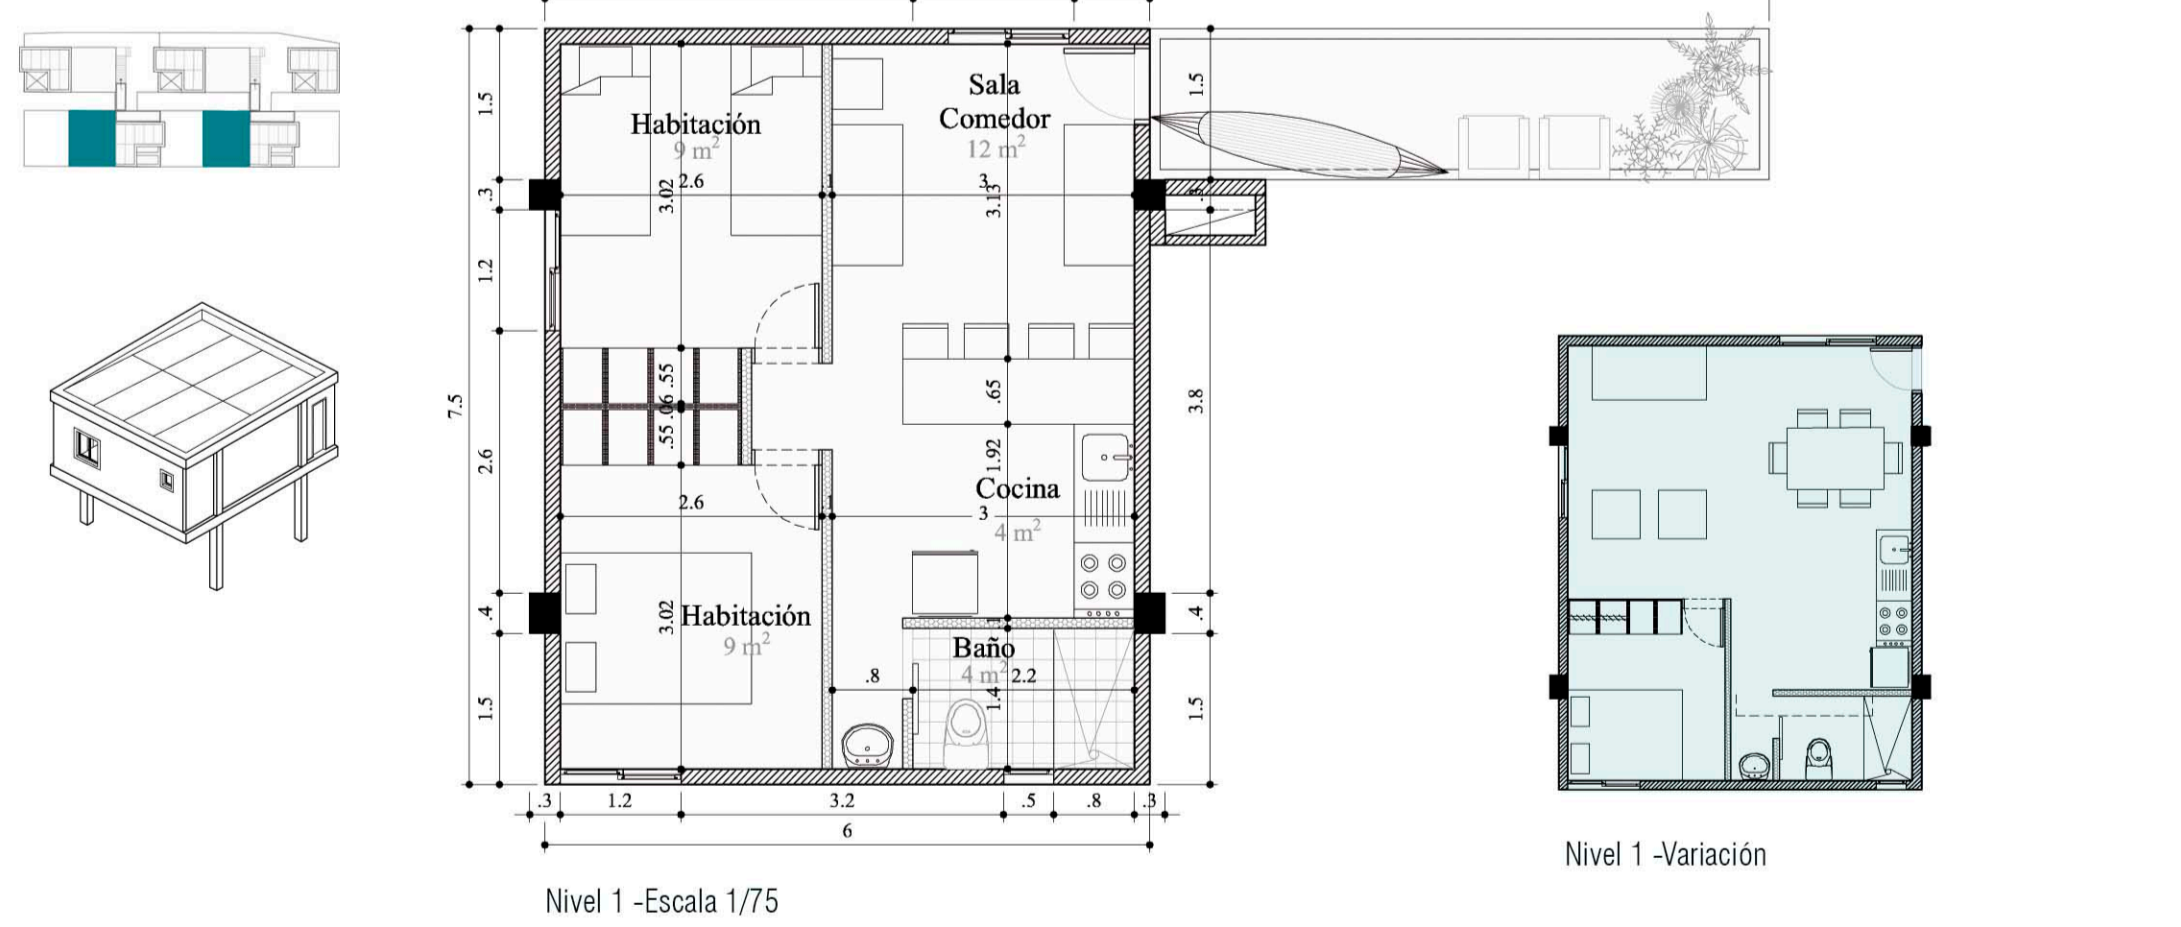 Habitación
9 m²
Sala
Comedor
12 m²
1.5
1.5
.3
2.6
1
3
.3
3.02
3.13
1.2
7.5
.55
.06
.55
.65
3.8
2.6
1.92
Cocina
4 m²
2.6
1
3
.4
3.02
Habitación
9 m²
1
.4
Baño
4 m²
.8
2.2
1.4
1.5
1.5
.3
1.2
3.2
.5
.8
.3
6
Nivel 1 -Escala 1/75
Nivel 1 -Variación